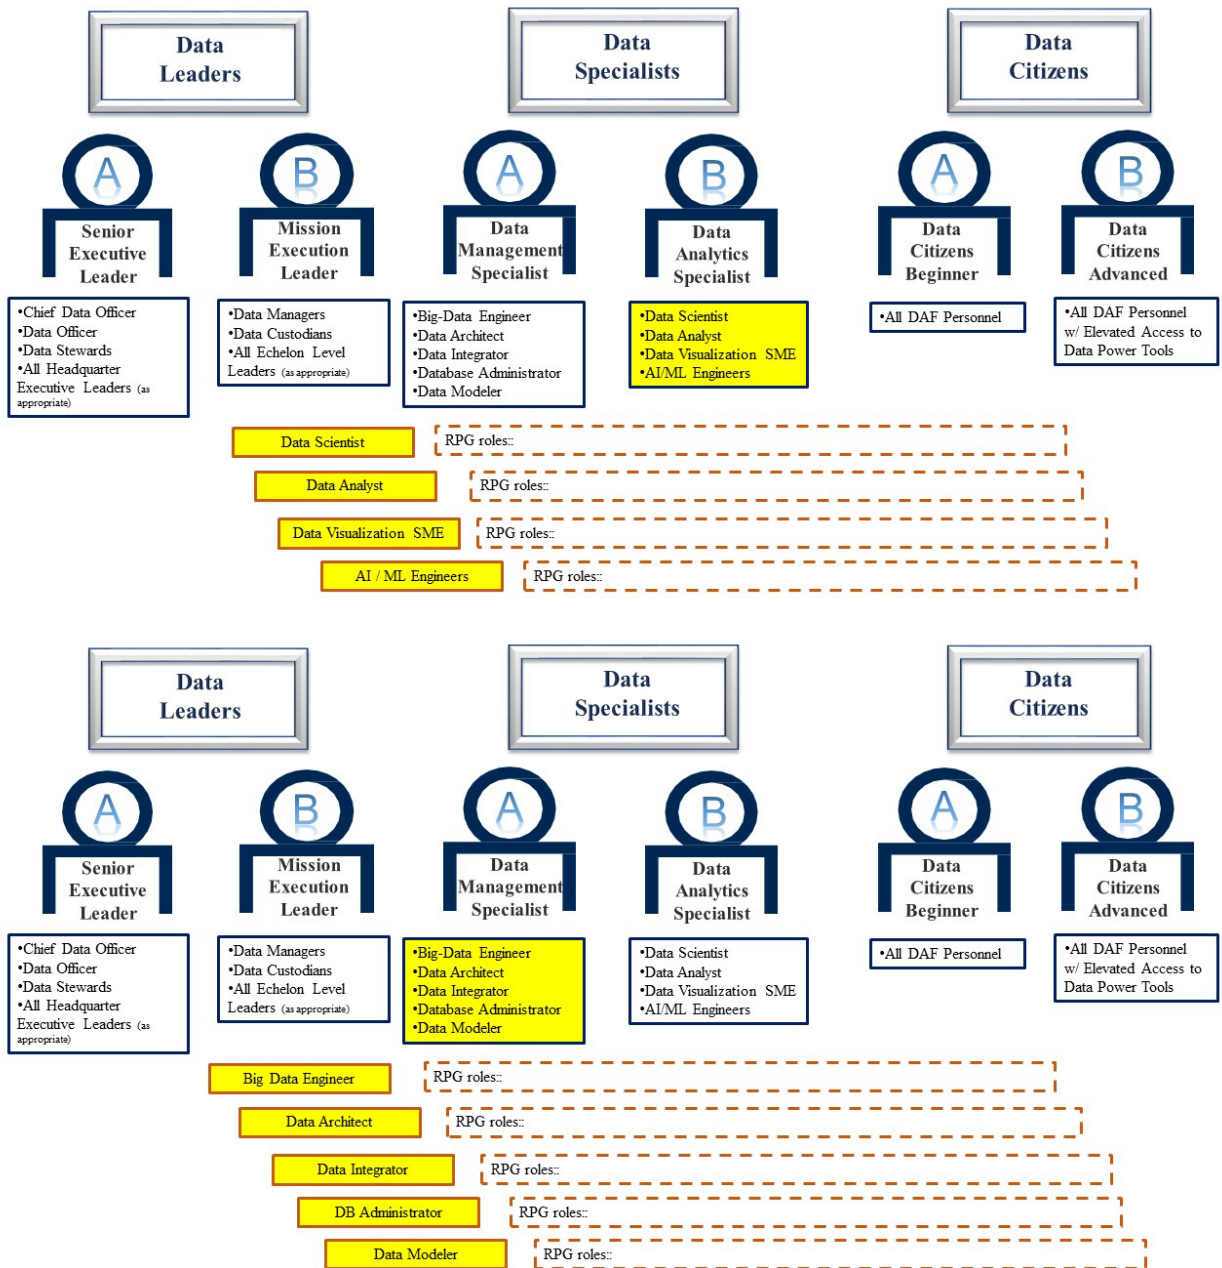 Data
Leaders
Data
Specialists
Data
Citizens
A
Senior
Executive
Leader
B
Mission
Execution
Leader
A
Data
Management
Specialist
B
Data
Analytics
Specialist
A
Data
Citizens
Beginner
B
Data
Citizens
Advanced
•Chief Data Officer
•Data Officer
•Data Stewards
•All Headquarter
Executive Leaders (as
appropriate)
•Data Managers
•Data Custodians
•All Echelon Level
Leaders (as appropriate)
•Big-Data Engineer
•Data Architect
•Data Integrator
•Database Administrator
•Data Modeler
•Data Scientist
•Data Analyst
•Data Visualization SME
•AI/ML Engineers
•All DAF Personnel
•All DAF Personnel
w/ Elevated Access to
Data Power Tools
Data Scientist
RPG roles::
Data Analyst
RPG roles::
Data Visualization SME
RPG roles::
AI / ML Engineers
RPG roles::
Data
Leaders
Data
Specialists
Data
Citizens
A
Senior
Executive
Leader
B
Mission
Execution
Leader
A
Data
Management
Specialist
B
Data
Analytics
Specialist
A
Data
Citizens
Beginner
B
Data
Citizens
Advanced
•Chief Data Officer
•Data Officer
•Data Stewards
•All Headquarter
Executive Leaders (as
appropriate)
•Data Managers
•Data Custodians
•All Echelon Level
Leaders (as appropriate)
•Big-Data Engineer
•Data Architect
•Data Integrator
•Database Administrator
•Data Modeler
•Data Scientist
•Data Analyst
•Data Visualization SME
•AI/ML Engineers
•All DAF Personnel
•All DAF Personnel
w/ Elevated Access to
Data Power Tools
Big Data Engineer
RPG roles::
Data Architect
RPG roles::
Data Integrator
RPG roles::
DB Administrator
RPG roles::
Data Modeler
RPG roles::